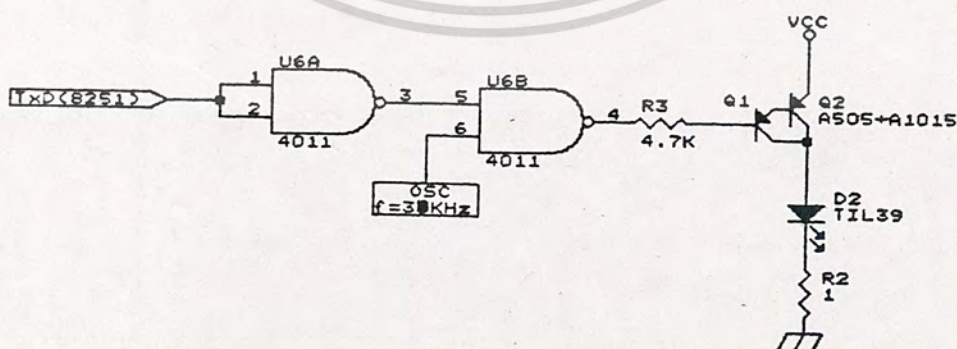 VCC
U6A
U6B
TxD(8251)
1
2
3
5
6
4
4011
4011
R3
4.7K
Q1
Q2
A505+A1015
OSC
D2
TIL39
R2
1